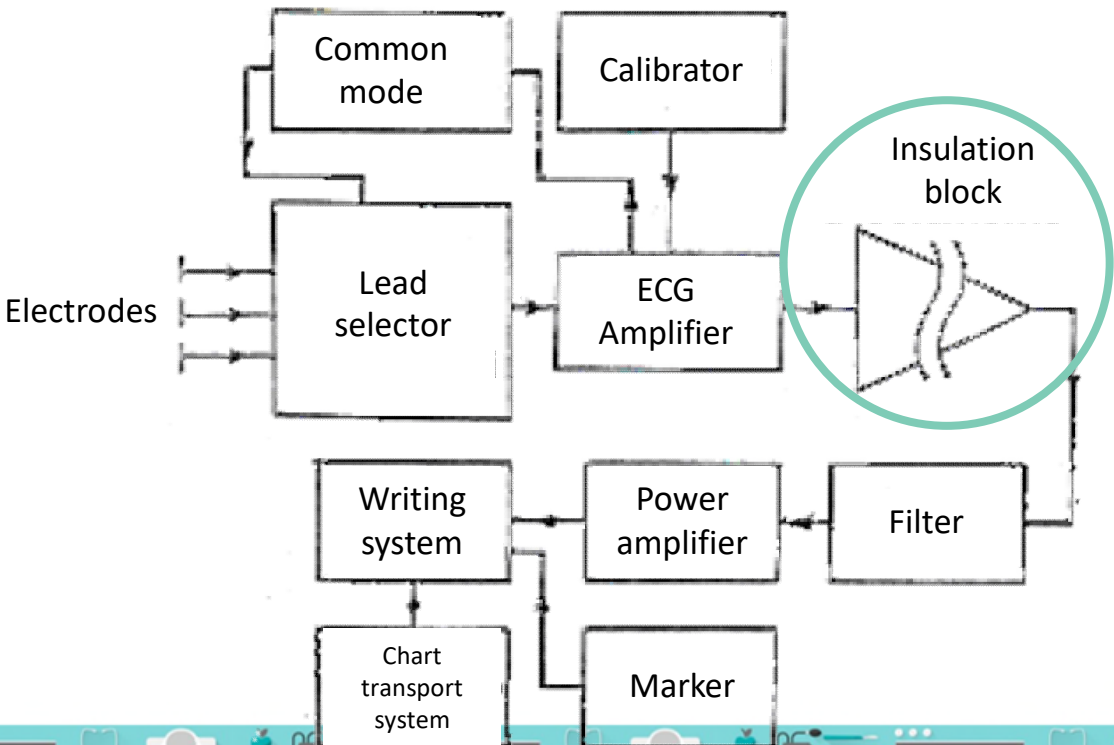 Common
mode
Calibrator
Insulation
block
Electrodes
Lead
selector
ECG
Amplifier
Writing
system
Power
amplifier
Filter
Chart
transport
system
Marker